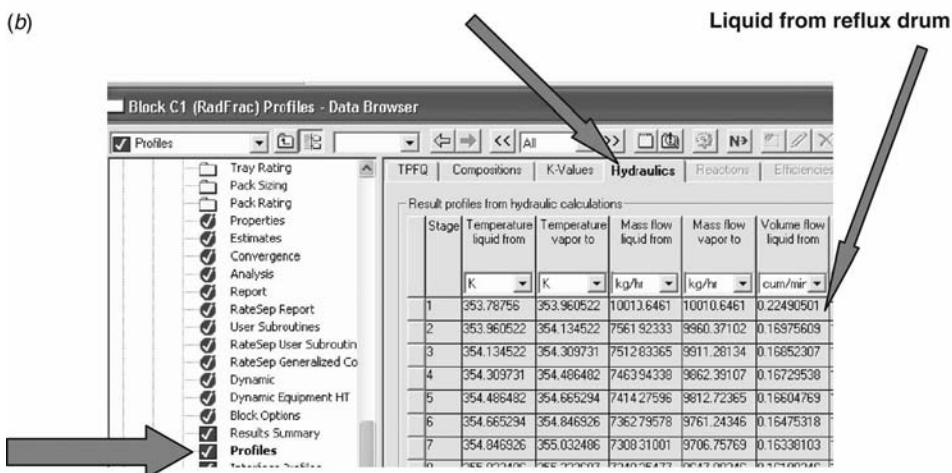 (b)
Liquid from reflux drum
Block C1 (RadFrac) Profiles - Data Browser
Profiles << All >> N>
Tray Rating
Pack Sizing
Pack Rating
Properties
Estimates
Convergence
Analysis
Report
RateSep Report
User Subroutines
RateSep User Subroutin
RateSep Generalized Co
Dynamic
Dynamic Equipment HT
Block Options
Results Summary
Profiles
TPFQ Compositions K-Values Hydraulics Reactions Efficiencies
Result profiles from hydraulic calculations
Stage Temperature Temperature Mass flow Mass flow Volume flow
liquid from vapor to liquid from vapor to liquid from
K K kg/hr kg/hr cum/mir
1 353.78756 353.960522 10010.6461 10010.6461 0.22490501
2 353.960522 354.134522 7561.92333 9960.37102 0.16975609
3 354.134522 354.309731 7512.83365 9911.28134 0.16852307
4 354.309731 354.486482 7463.94338 9862.39107 0.16729538
5 354.486482 354.665294 7414.27596 9812.72365 0.16604769
6 354.665294 354.846926 7362.79578 9761.24346 0.16475318
7 354.846926 355.032486 7308.31001 9706.75769 0.16338103